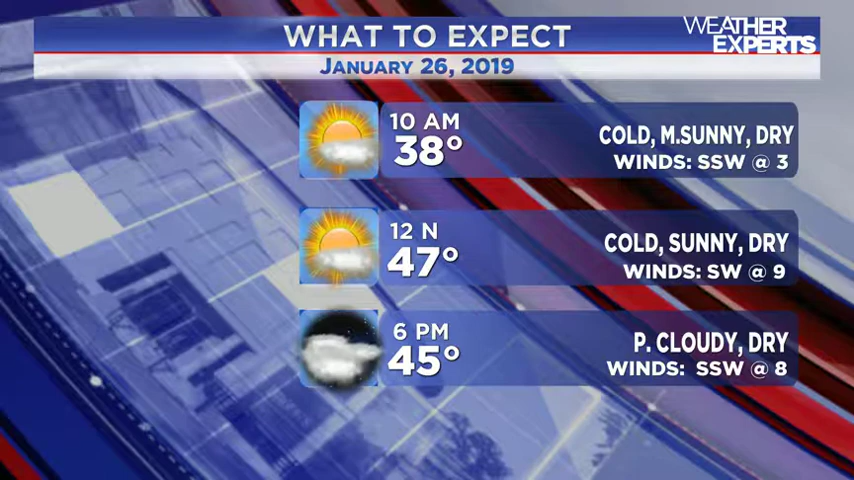 WHAT TO EXPECT
WEATHER
EXPERTS
JANUARY 26, 2019
10 AM
38°
COLD, M.SUNNY, DRY
WINDS: SSW @ 3
12 N
47°
COLD, SUNNY, DRY
WINDS: SW @ 9
6 PM
45°
P. CLOUDY, DRY
WINDS: SSW @ 8